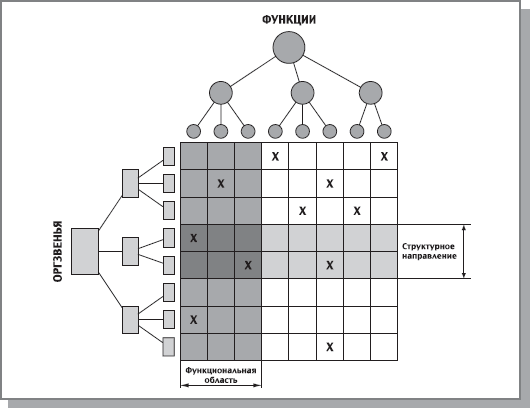 ФУНКЦИИ
X X
X X
X X
X
X X
X
X
ОРГЗВЕНЬЯ
Структурное
направление
Функциональная
область